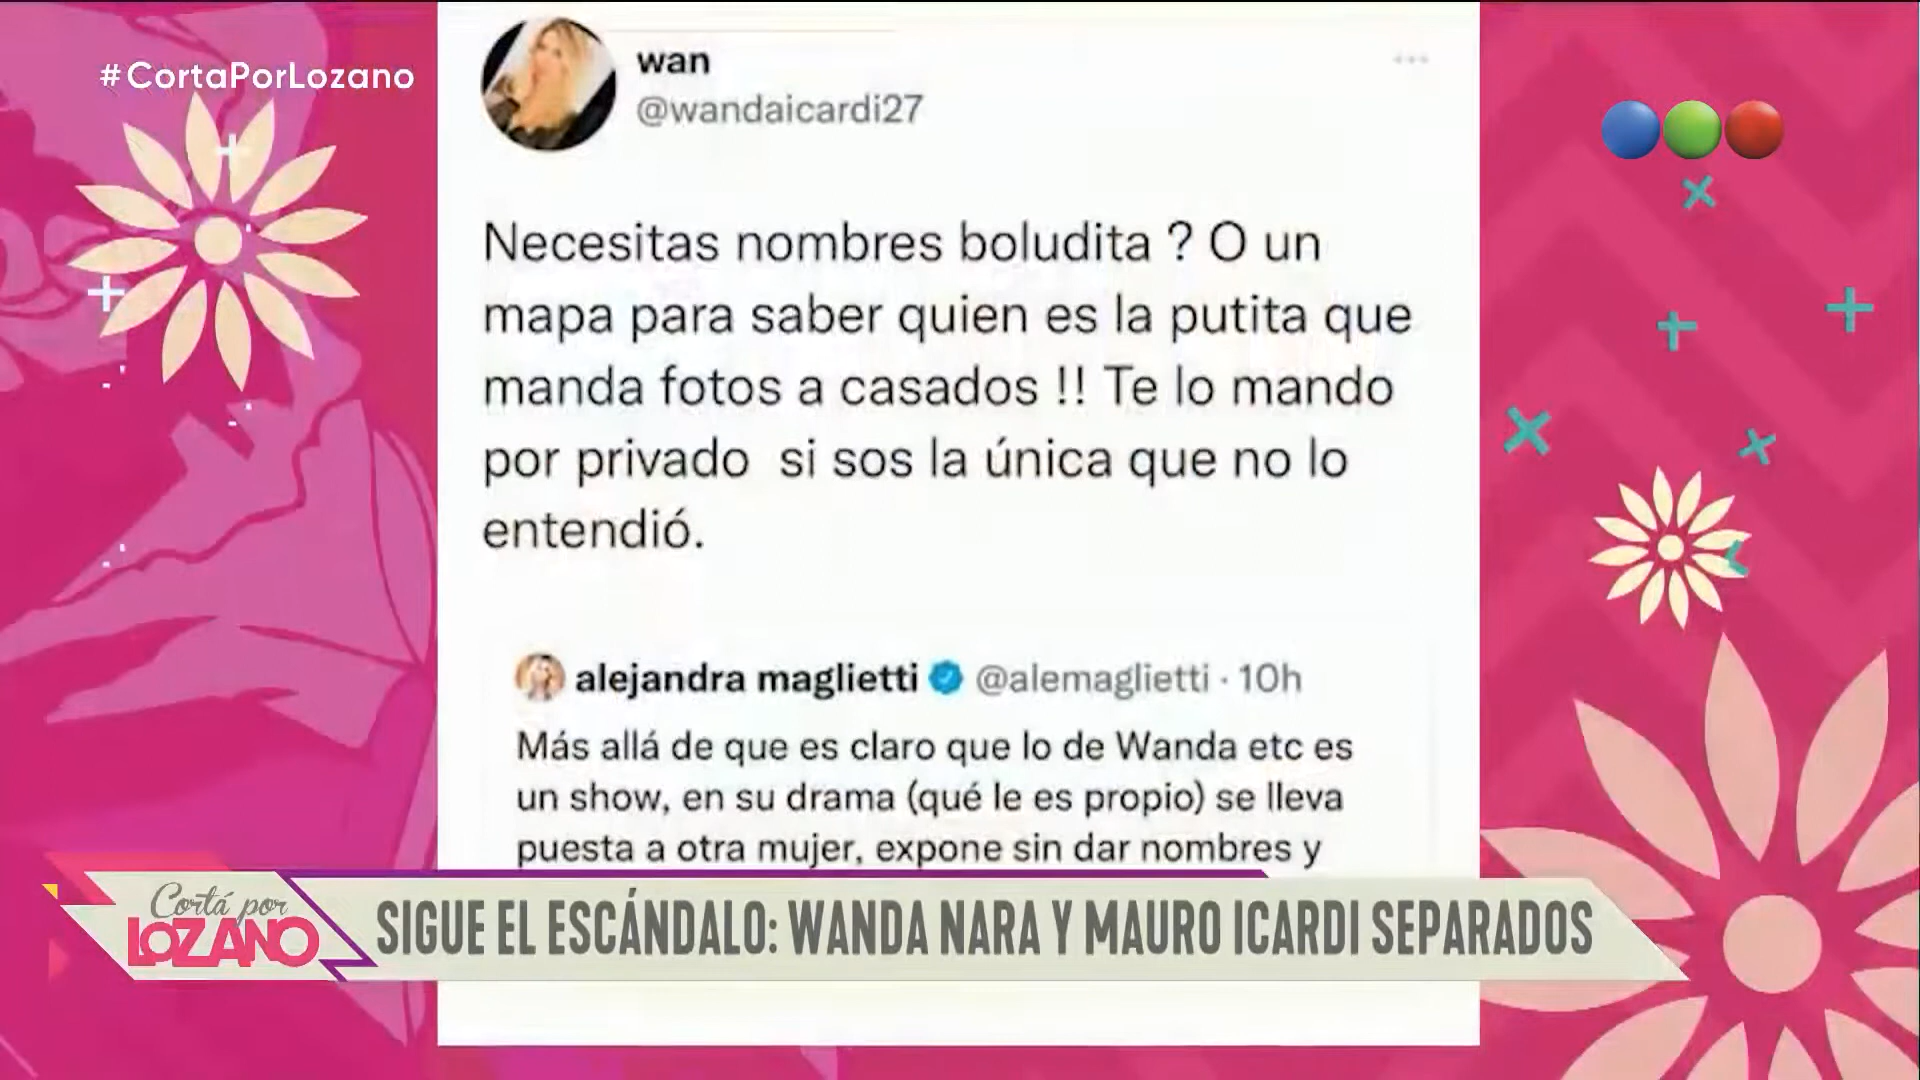 #CortaPorLozano
wan
@wandaicardi27
Necesitas nombres boludita ? O un
mapa para saber quien es la putita que
manda fotos a casados !! Te lo mando
por privado si sos la única que no lo
entendió.
alejandra maglietti @alemaglietti · 10h
Más allá de que es claro que lo de Wanda etc es
un show, en su drama (qué le es propio) se lleva
puesta a otra mujer, expone sin dar nombres y
Cortá por
LOZANO
SIGUE EL ESCÁNDALO: WANDA NARA Y MAURO ICARDI SEPARADOS